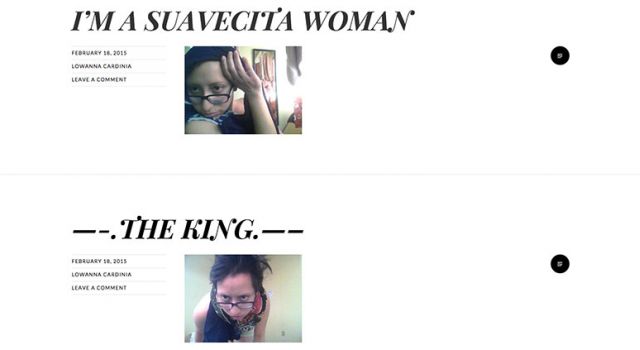 I'M A SUAVECITA WOMAN
FEBRUARY 18, 2015
LOWANNA CARDINIA
LEAVE A COMMENT
—-.THE KING.—–
FEBRUARY 18, 2015
LOWANNA CARDINIA
LEAVE A COMMENT